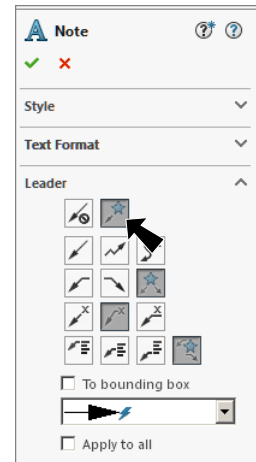 Note
Style
Text Format
Leader
To bounding box
Apply to all